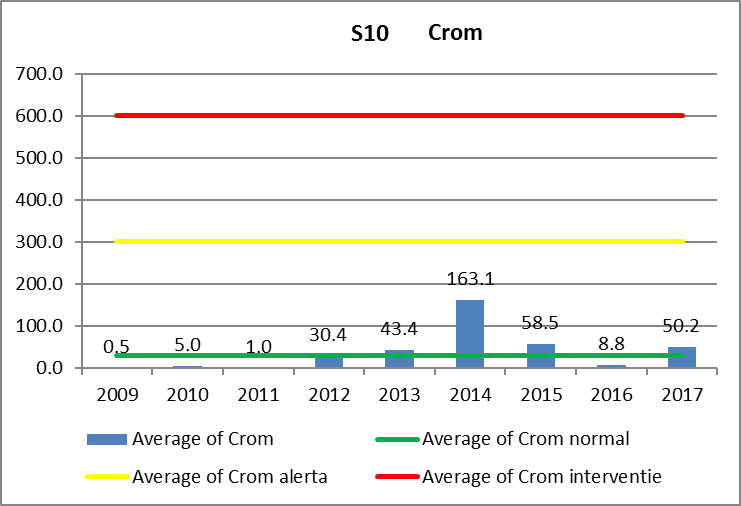 S10 Crom
700.0
600.0
500.0
400.0
300.0
200.0
100.0
0.0
0.5 5.0 1.0 30.4 43.4 163.1 58.5 8.8 50.2
2009 2010 2011 2012 2013 2014 2015 2016 2017
Average of Crom Average of Crom normal
Average of Crom alerta Average of Crom interventie